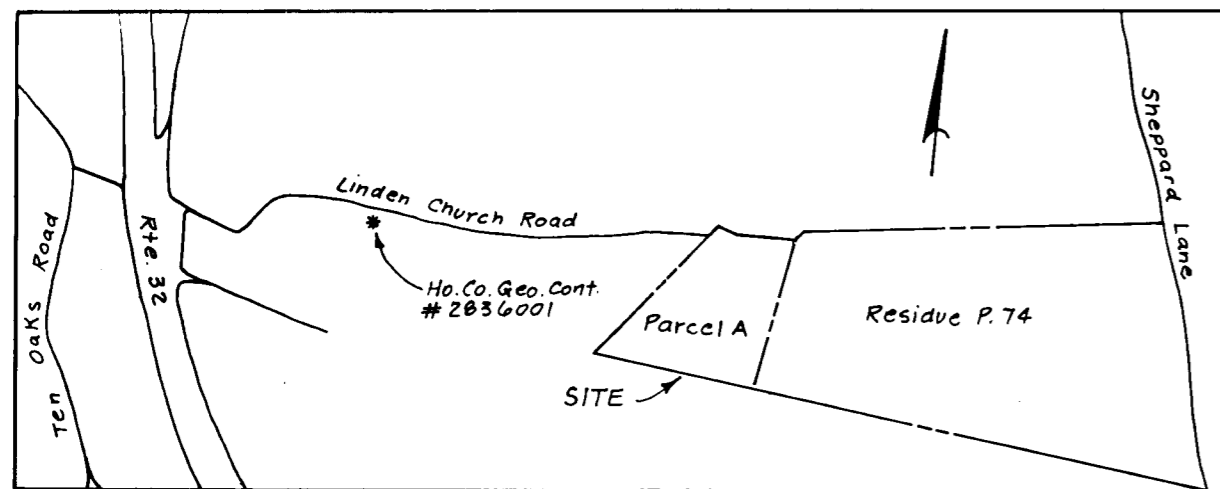 Ten Oaks Road
Rte. 32
Linden Church Road
Ho. Co. Geo. Cont.
# 2836001
Parcel A
Residue P. 74
SITE
Sheppard Lane